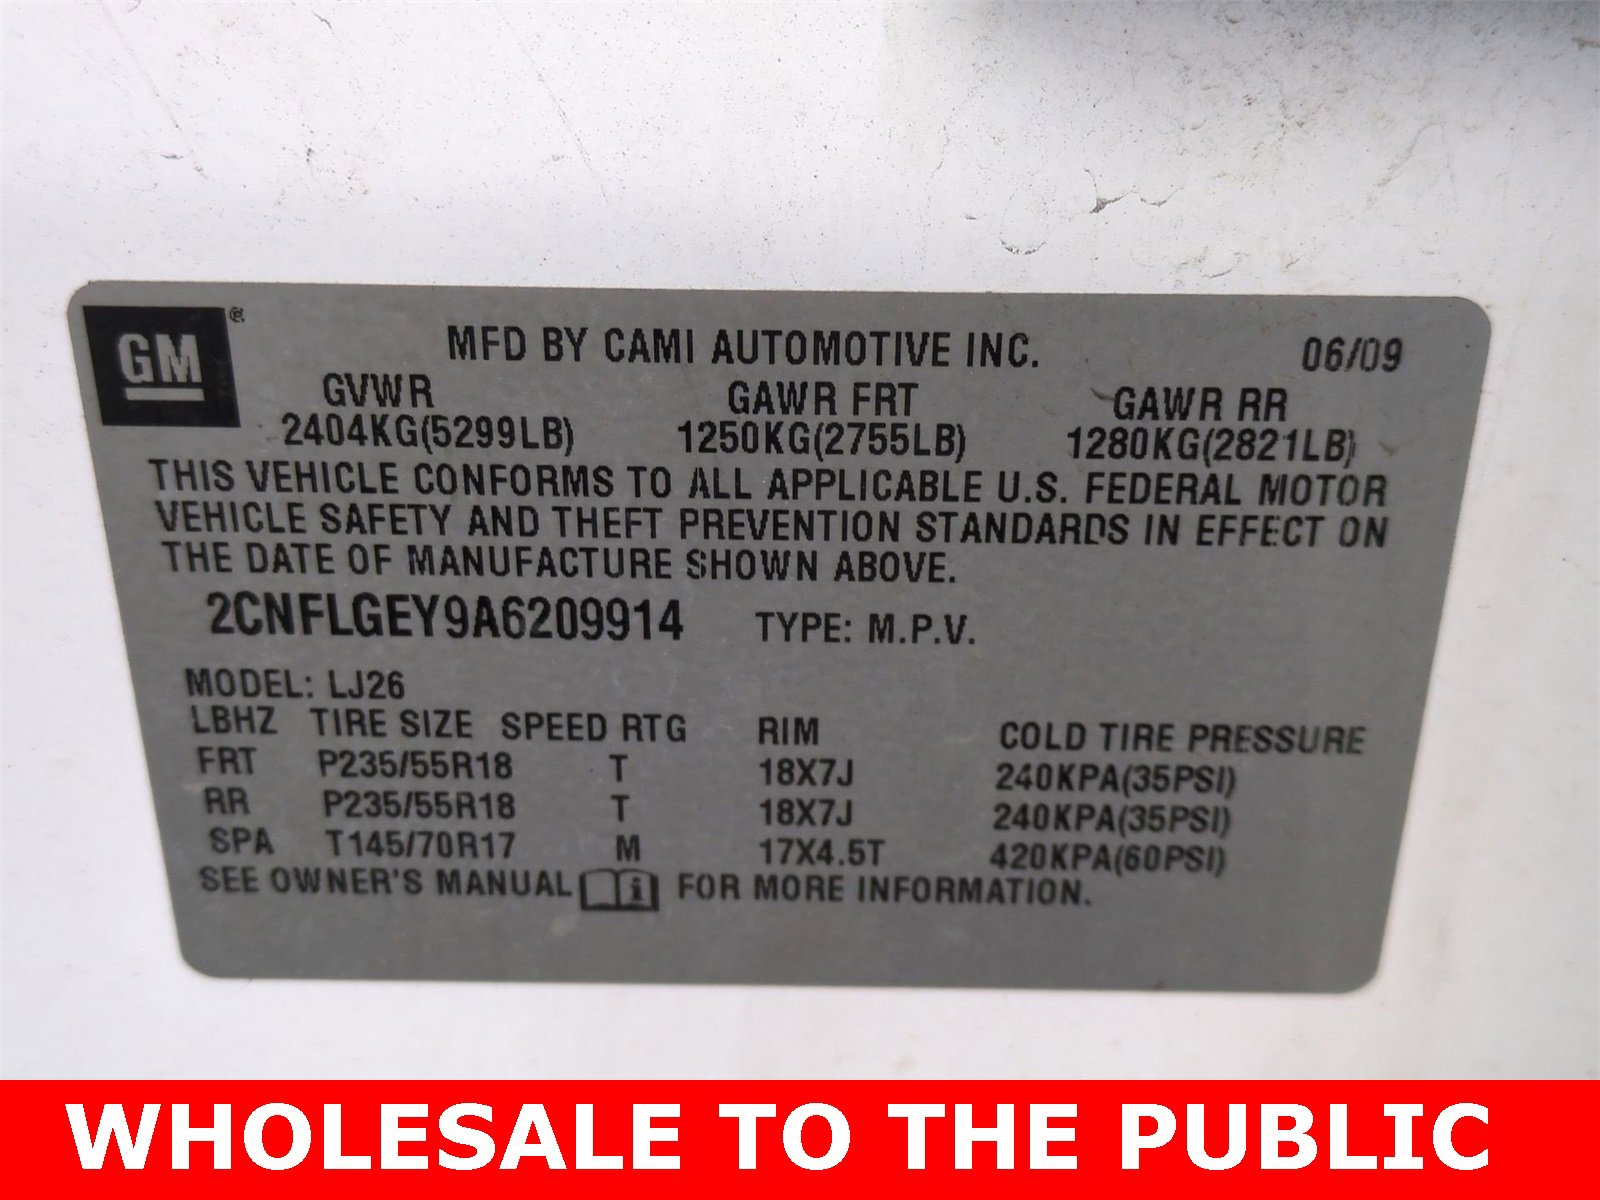 GM ®
MFD BY CAMI AUTOMOTIVE INC. 06/09
GVWR GAWR FRT GAWR RR
2404KG(5299LB) 1250KG(2755LB) 1280KG(2821LB)
THIS VEHICLE CONFORMS TO ALL APPLICABLE U.S. FEDERAL MOTOR
VEHICLE SAFETY AND THEFT PREVENTION STANDARDS IN EFFECT ON
THE DATE OF MANUFACTURE SHOWN ABOVE.
2CNFLGEY9A6209914 TYPE: M.P.V.
MODEL: LJ26
LBHZ TIRE SIZE SPEED RTG RIM COLD TIRE PRESSURE
FRT P235/55R18 T 18X7J 240KPA(35PSI)
RR P235/55R18 T 18X7J 240KPA(35PSI)
SPA T145/70R17 M 17X4.5T 420KPA(60PSI)
SEE OWNER'S MANUAL i FOR MORE INFORMATION.
WHOLESALE TO THE PUBLIC